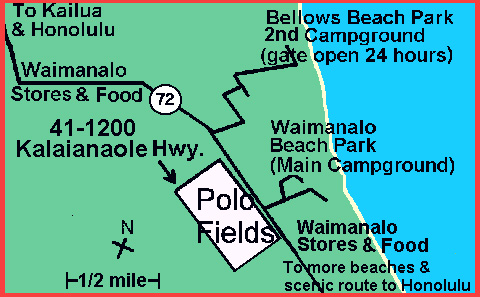 To Kailua
& Honolulu
Bellows Beach Park
2nd Campground
(gate open 24 hours)
Waimanalo
Stores & Food
72
41-1200
Kalaianaole Hwy.
Waimanalo
Beach Park
(Main Campground)
Polo
Fields
N
Waimanalo
Stores & Food
1/2 mile
To more beaches &
scenic route to Honolulu